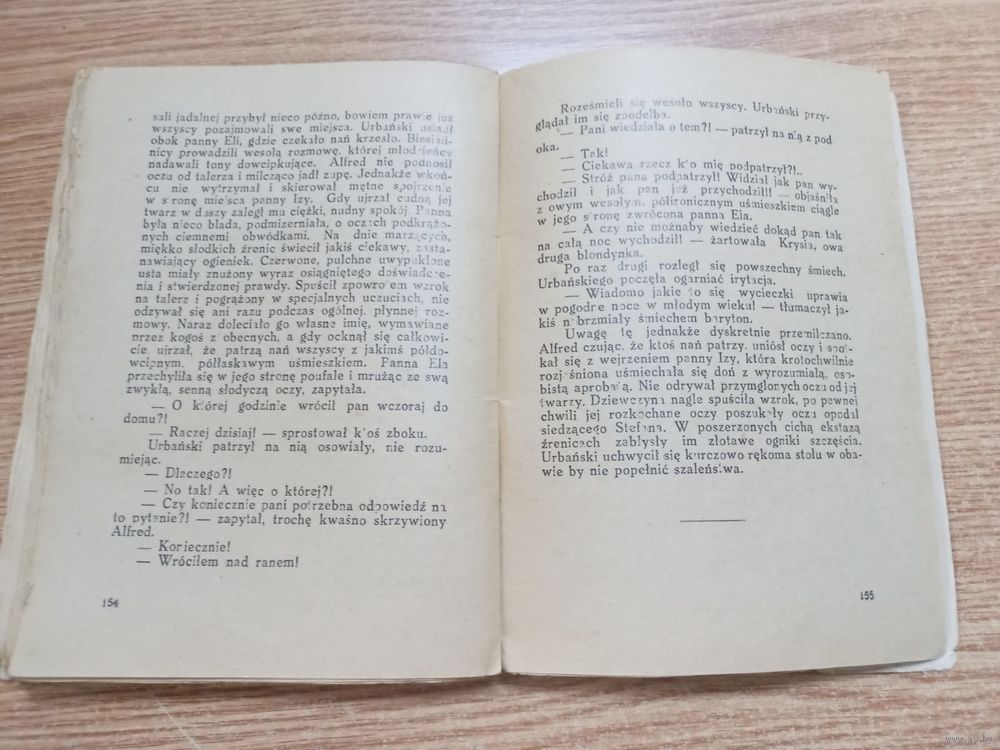 sali jadalnej przybył nieco późno, bowiem prawie już
wszyscy pozajmowali swe miejsca. Urbański usiadł
obok panny Eli, gdzie czekało nań krzesło. Biesiad-
nicy prowadzili wesołą rozmowę, której młodzieńcy
nadawali tony dowcipkujące. Alfred nie podnosił
oczu od talerza i milcząco jadł zupę. Jednakże wkoń-
cu nie wytrzymał i skierował mętne spojrzenie
w stronę miejsca panny Izy. Gdy ujrzał cudną jej
twarz w duszy zaległ mu ciężki, nudny spokój. Panna
była nieco blada, podmizerniała, o oczach podkrążo-
nych ciemnemi obwódkami. Na dnie marzących,
miękko słodkich źrenic świecił jakiś ciekawy, zasta-
nawiający ogieniek. Czerwone, pulchne uwypuklone
usta miały znużony wyraz osiągniętego doświadcze-
nia i stwierdzonej prawdy. Spuścił zpowrotem wzrok
na talerz i pogrążony w specjalnych uczuciach, nie
odzywał się ani razu podczas ogólnej, płynnej roz-
mowy. Naraz doleciało go własne imię, wymawiane
przez kogoś z obecnych, a gdy ocknął się całkowi-
cie ujrzał, że patrzą nań wszyscy z jakimś półdo-
wcipnym, półłaskawym uśmieszkiem. Panna Ela
przechyliła się w jego stronę poufale i mrużąc ze swą
zwykłą, senną słodyczą oczy, zapytała.
— O której godzinie wrócił pan wczoraj do
domu?!
— Raczej dzisiaj! — sprostował ktoś zboku.
Urbański patrzył na nią osowiały, nie rozu-
miejąc.
— Dlaczego?!
— No tak! A więc o której?!
— Czy koniecznie pani potrzebna odpowiedź na
to pytanie?! — zapytał, trochę kwaśno skrzywiony
Alfred.
— Koniecznie!
— Wróciłem nad ranem!
154
Roześmieli się wesoło wszyscy. Urbański przy-
glądał im się zpodełba.
— Pani wiedziała o tem?! — patrzył na nią z pod
oka.
— Tak!
— Ciekawa rzecz kto mię podpatrzył?!..
— Stróż pana podpatrzył! Widział jak pan wy-
chodził i jak pan już przychodził! — objaśniła
z owym wesołym, półironicznym uśmieszkiem ciągle
w jego stronę zwrócona panna Ela.
— A czy nie możnaby wiedzieć dokąd pan tak
na całą noc wychodzil! — żartowała Krysia, owa
druga blondynka.
Po raz drugi rozległ się powszechny śmiech.
Urbańskiego poczęła ogarniać irytacja.
— Wiadomo jakie to się wycieczki uprawia
w pogodne noce w młodym wieku! — tłumaczył ja-
kiś nabrzmiały śmiechem baryton.
Uwagę tę jednakże dyskretnie przemilczano.
Alfred czując, że ktoś nań patrzy, uniósł oczy i spot-
kał się z wejrzeniem panny Izy, która krotochwilnie
rozjaśniona uśmiechała się doń z wyrozumiałą, oso-
bistą aprobatą. Nie odrywał przymglonych oczu od jej
twarzy. Dziewczyna nagle spuściła wzrok, po pewnej
chwili jej rozkochane oczy poszukały oczu opodal
siedzącego Stefana. W poszerzonych cichą ekstazą
źrenicach zabłysły im złotawe ogniki szczęścia.
Urbański uchwycił się kurczowo rękoma stołu w oba-
wie by nie popełnić szaleństwa.
155
www.ay.by